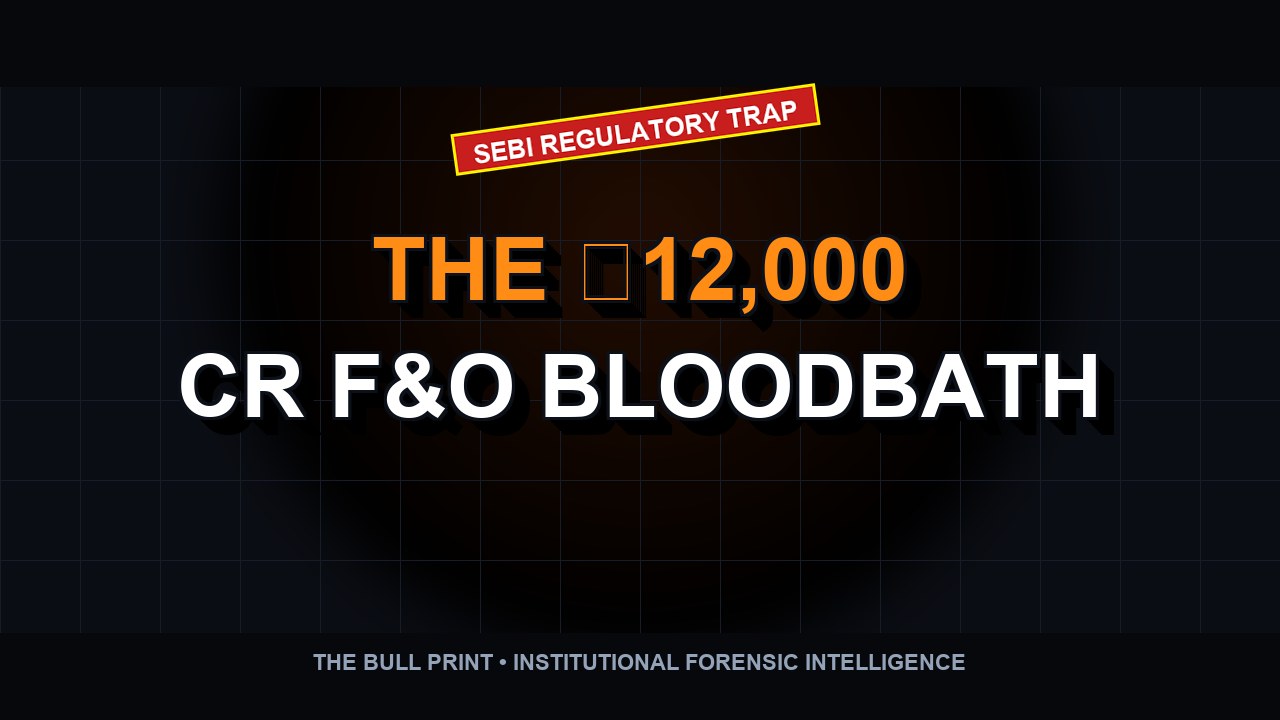 SEBI REGULATORY TRAP
THE □12,000
CR F&O BLOODBATH
THE BULL PRINT • INSTITUTIONAL FORENSIC INTELLIGENCE